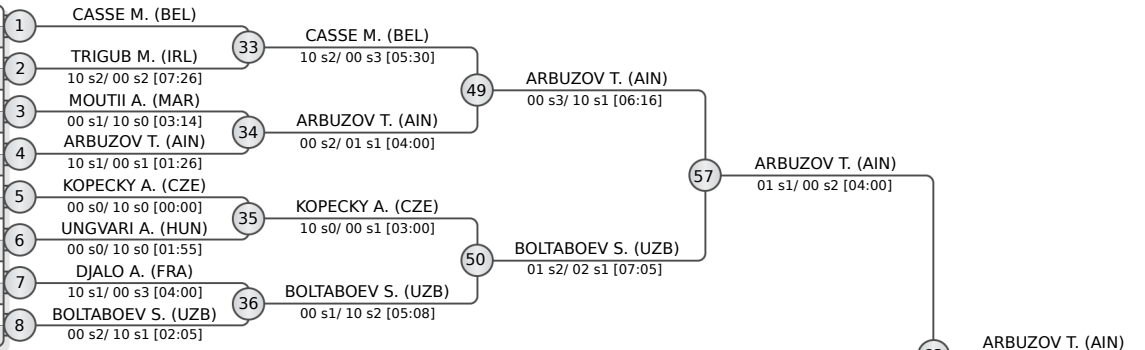 1
CASSE M. (BEL)
2
TRIGUB M. (IRL)
10 s2/ 00 s2 [07:26]
3
MOUTII A. (MAR)
00 s1/ 10 s0 [03:14]
4
ARBUZOV T. (AIN)
10 s1/ 00 s1 [01:26]
5
KOPECKY A. (CZE)
00 s0/ 10 s0 [00:00]
6
UNGVARI A. (HUN)
00 s0/ 10 s0 [01:55]
7
DJALO A. (FRA)
10 s1/ 00 s3 [04:00]
8
BOLTABOEV S. (UZB)
00 s2/ 10 s1 [02:05]
33
CASSE M. (BEL)
10 s2/ 00 s3 [05:30]
34
ARBUZOV T. (AIN)
00 s2/ 01 s1 [04:00]
35
KOPECKY A. (CZE)
10 s0/ 00 s1 [03:00]
36
BOLTABOEV S. (UZB)
00 s1/ 10 s2 [05:08]
49
ARBUZOV T. (AIN)
00 s3/ 10 s1 [06:16]
50
BOLTABOEV S. (UZB)
01 s2/ 02 s1 [07:05]
57
ARBUZOV T. (AIN)
01 s1/ 00 s2 [04:00]
ARBUZOV T. (AIN)